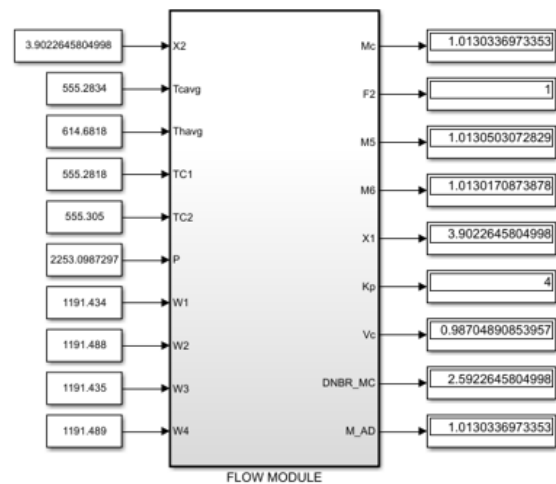 3.9022645804998 X2 Mc 1.0130336973353
555.2834 Tcavg F2 1
614.6818 Thavg M5 1.0130503072829
555.2818 TC1 M6 1.0130170873878
555.305 TC2 X1 3.9022645804998
2253.0987297 P Kp 4
1191.434 W1 Vc 0.98704890853957
1191.488 W2 DNBR_MC 2.5922645804998
1191.435 W3 M_AD 1.0130336973353
1191.489 W4
FLOW MODULE